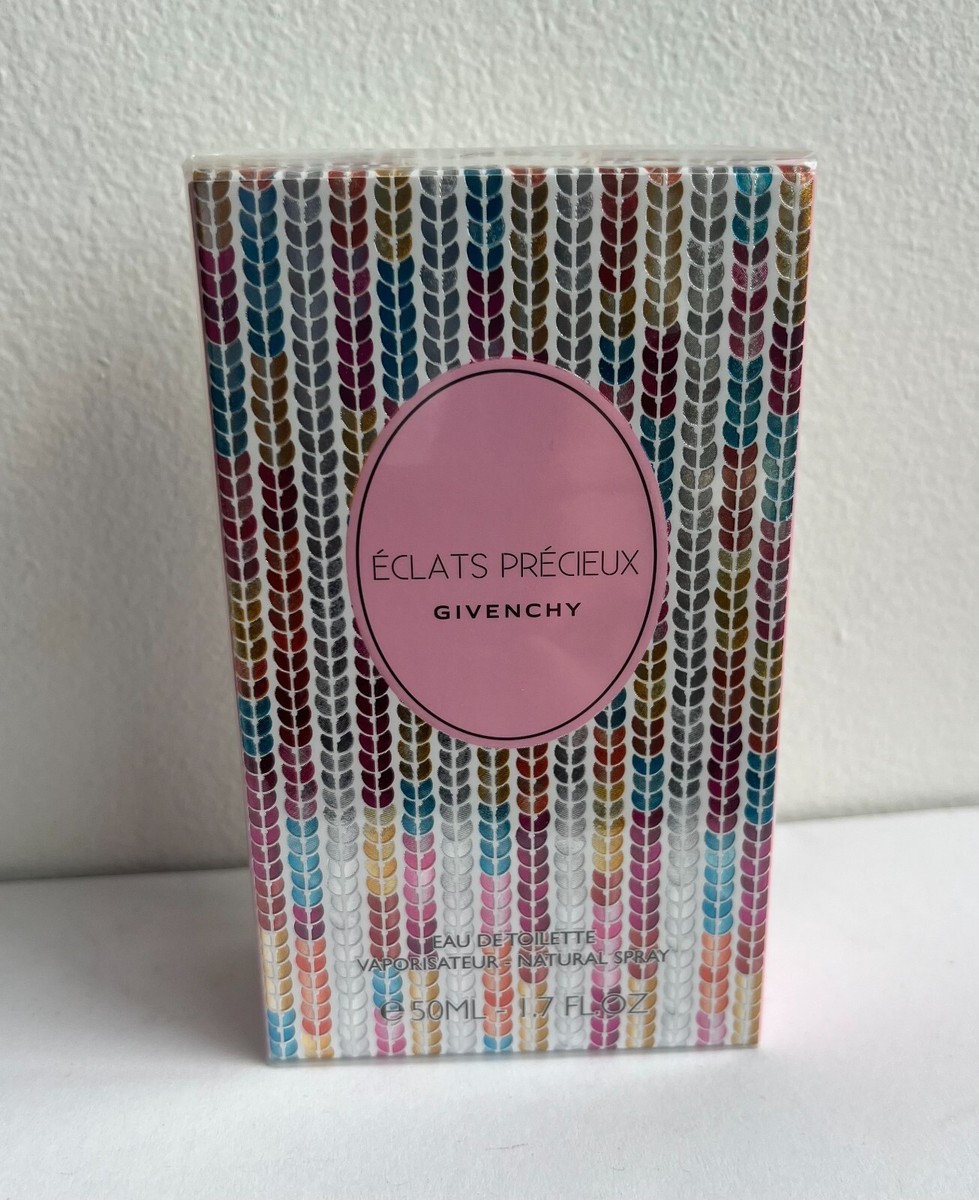 ÉCLATS PRÉCIEUX
GIVENCHY
EAU DE TOILETTE
VAPORISATEUR - NATURAL SPRAY
℮ 50ML - 1.7 FL.OZ